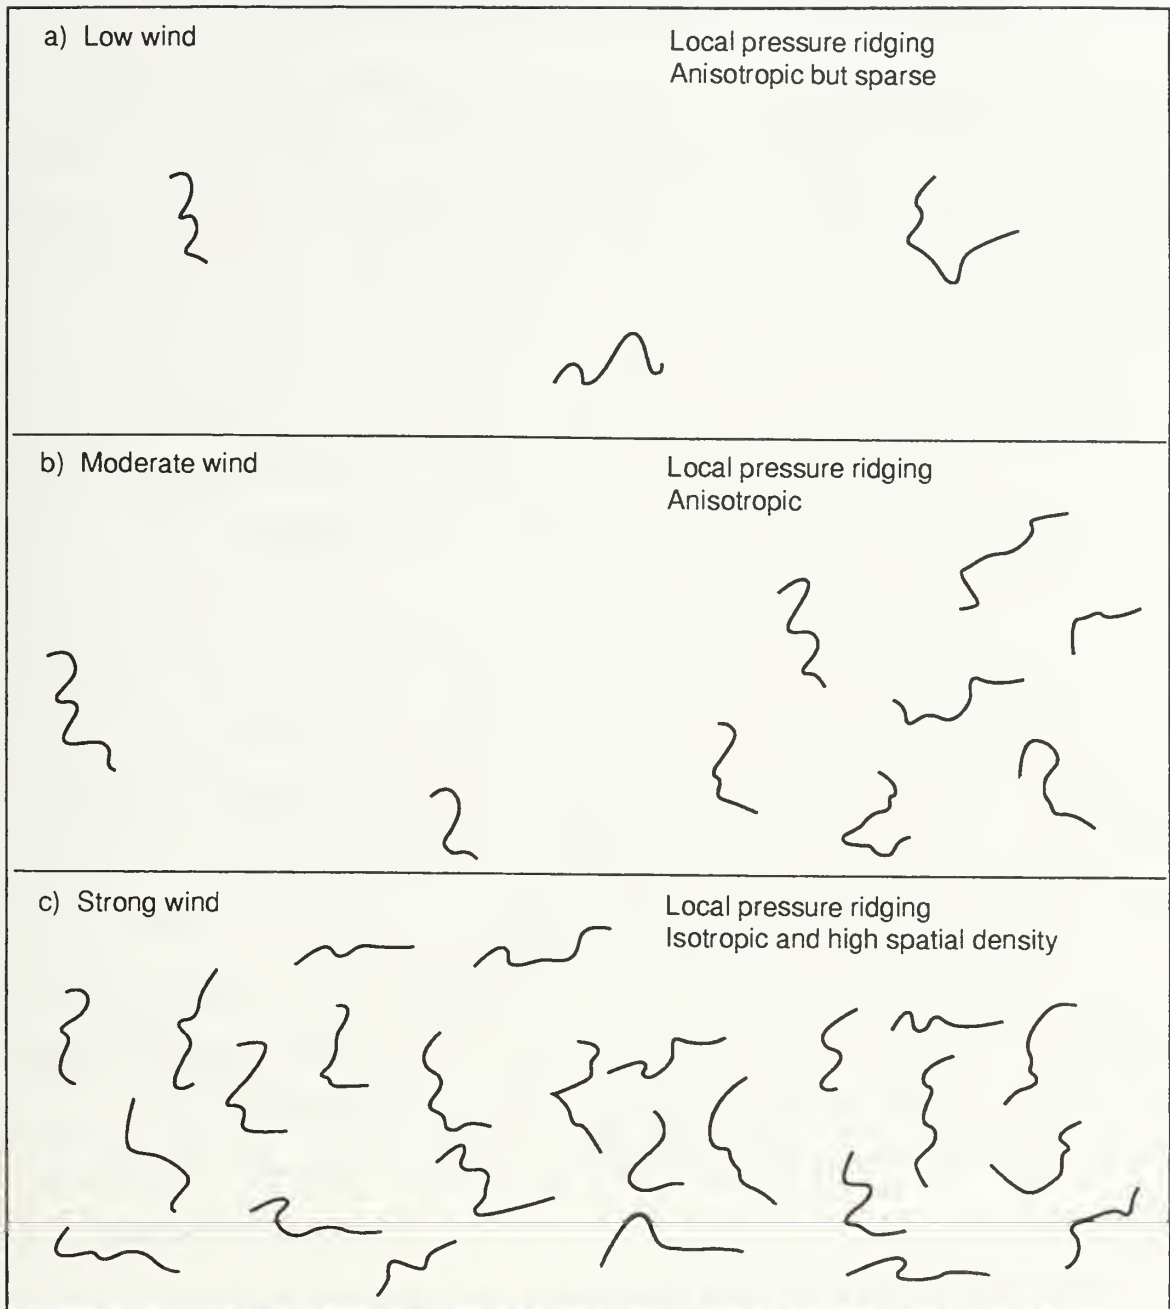 a) Low wind
Local pressure ridging
Anisotropic but sparse
b) Moderate wind
Local pressure ridging
Anisotropic
c) Strong wind
Local pressure ridging
Isotropic and high spatial density